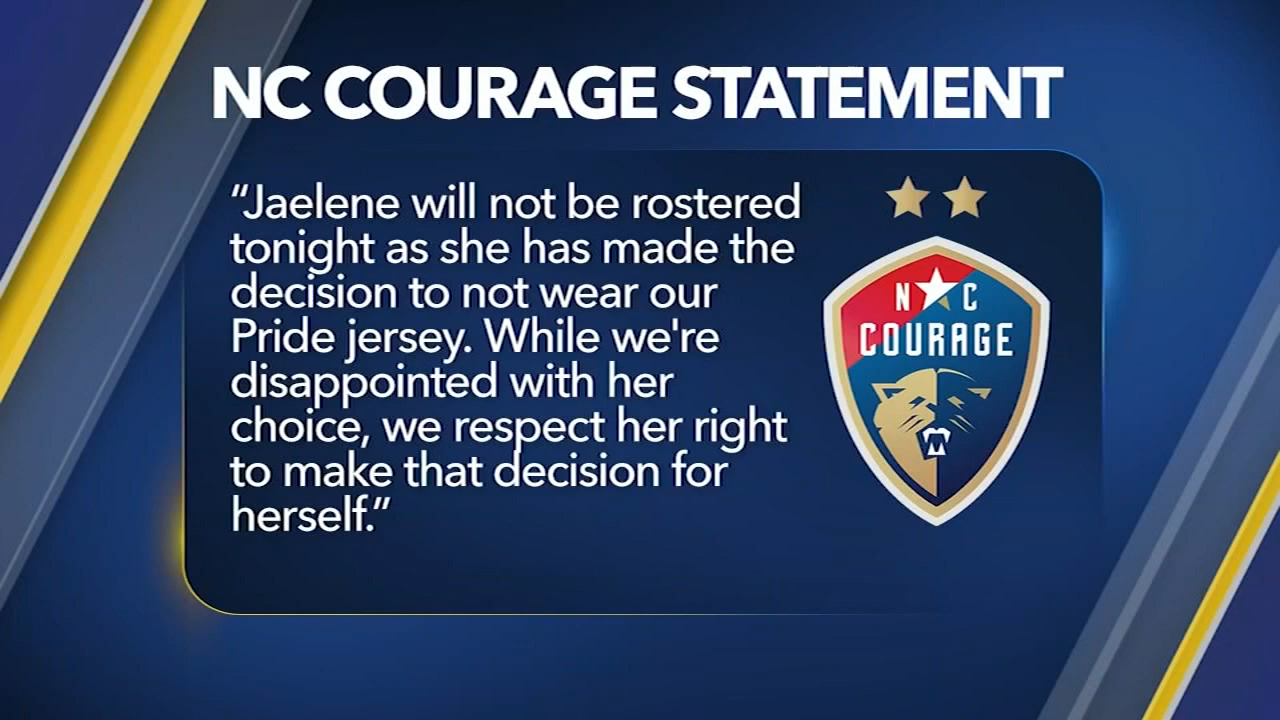 NC COURAGE STATEMENT
“Jaelene will not be rostered
tonight as she has made the
decision to not wear our
Pride jersey. While we're
disappointed with her
choice, we respect her right
to make that decision for
herself.”
N C
COURAGE